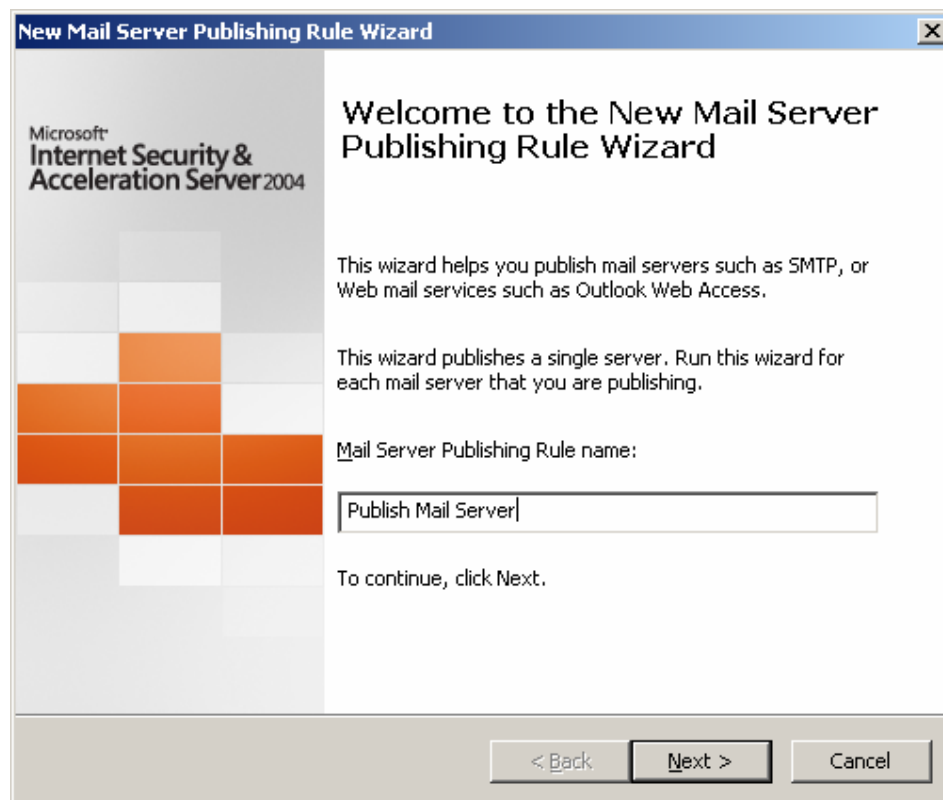 New Mail Server Publishing Rule Wizard
Microsoft
Internet Security &
Acceleration Server 2004
Welcome to the New Mail Server
Publishing Rule Wizard
This wizard helps you publish mail servers such as SMTP, or
Web mail services such as Outlook Web Access.
This wizard publishes a single server. Run this wizard for
each mail server that you are publishing.
Mail Server Publishing Rule name:
Publish Mail Server
To continue, click Next.
< Back
Next >
Cancel